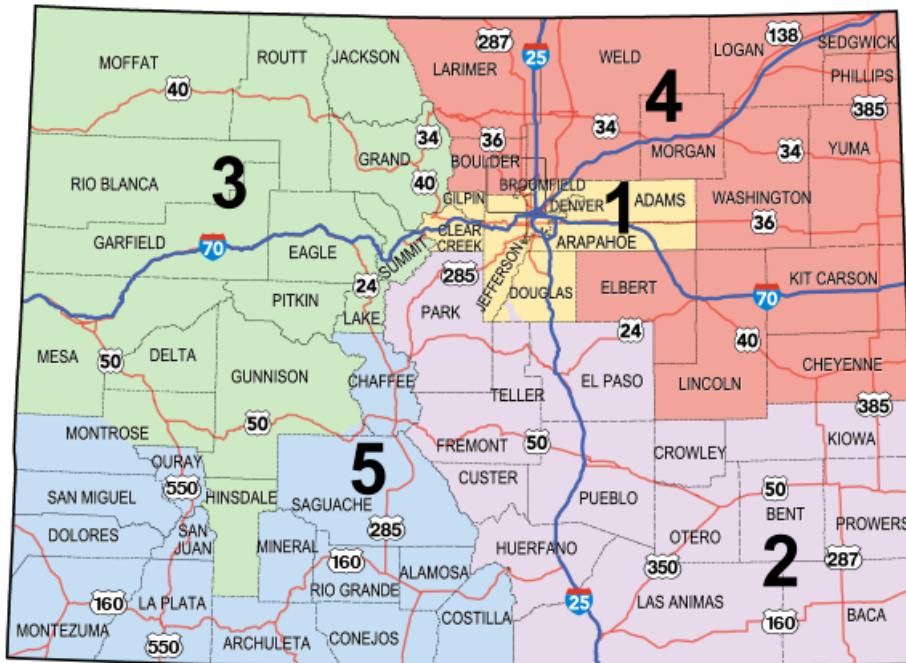 138
SEDGWICK
287
LOGAN
MOFFAT
ROUTT
JACKSON
25
WELD
LARIMER
PHILLIPS
40
4
385
34
36
34
YUMA
MORGAN
34
GRAND
BOULDER
3
RIO BLANCA
40
BROOMFIELD
GILPIN
DENVER
1
ADAMS
WASHINGTON
36
CLEAR
CREEK
GARFIELD
70
EAGLE
SUMMIT
ARAPAHOE
285
JEFFERSON
KIT CARSON
24
PITKIN
DOUGLAS
ELBERT
70
PARK
LAKE
24
MESA
50
DELTA
40
CHEYENNE
GUNNISON
CHAFFEE
TELLER
EL PASO
LINCOLN
385
50
MONTROSE
KIOWA
FREMONT
50
CROWLEY
OURAY
5
550
CUSTER
50
SAN MIGUEL
HINSDALE
SAGUACHE
PUEBLO
BENT
PROWERS
DOLORES
SAN
JUAN
285
OTERO
MINERAL
HUERFANO
2
287
160
350
ALAMOSA
160
LA PLATA
RIO GRANDE
25
LAS ANIMAS
COSTILLA
BACA
160
MONTEZUMA
ARCHULETA
CONEJOS
550